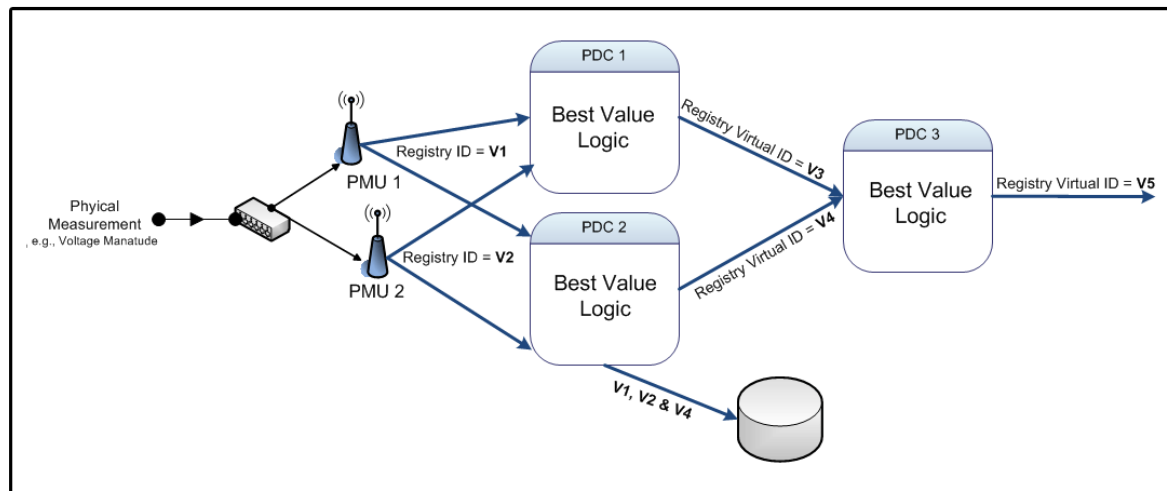 PDC 1
Best Value
Logic
Registry Virtual ID = V3
PDC 3
Best Value
Logic
Registry Virtual ID = V5
Registry ID = V1
PMU 1
Phyical
Measurement
, e.g., Voltage Manatude
PDC 2
Best Value
Logic
Registry Virtual ID = V4
Registry ID = V2
PMU 2
V1, V2 & V4